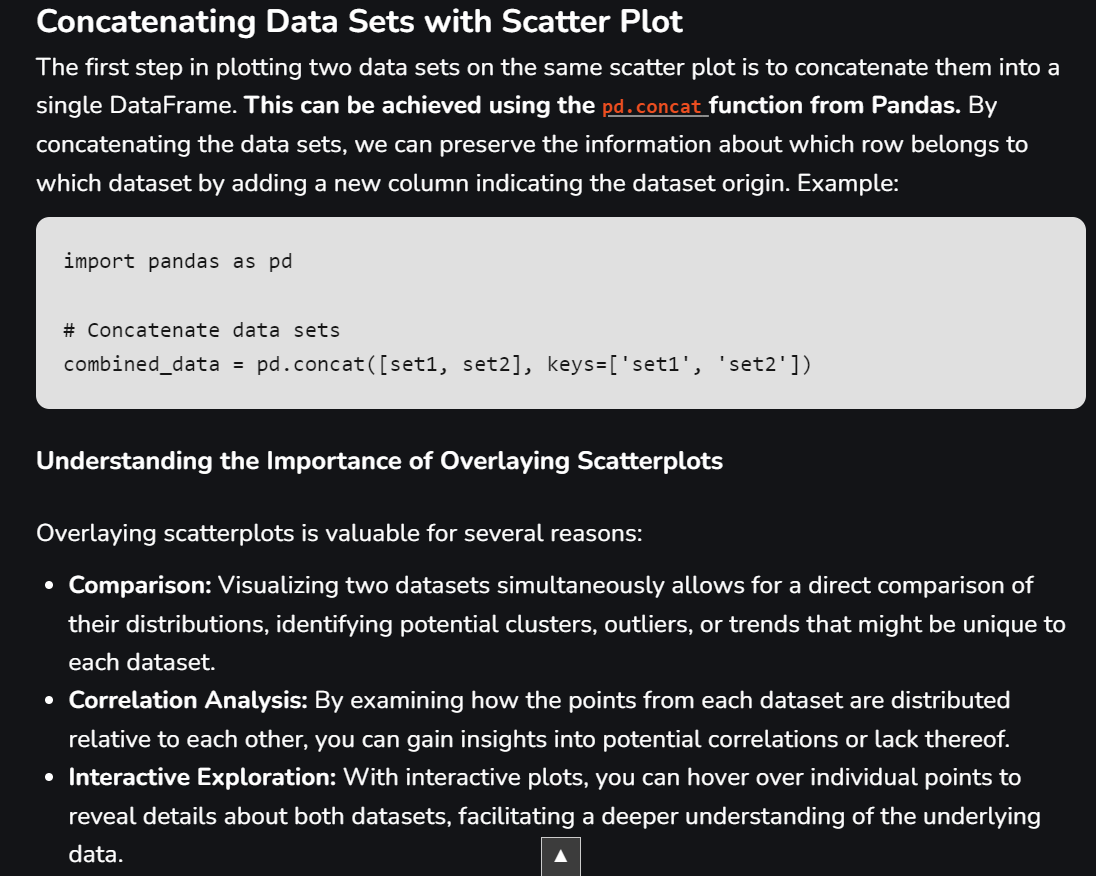 Concatenating Data Sets with Scatter Plot
The first step in plotting two data sets on the same scatter plot is to concatenate them into a
single DataFrame. This can be achieved using the pd.concat function from Pandas. By
concatenating the data sets, we can preserve the information about which row belongs to
which dataset by adding a new column indicating the dataset origin. Example:
import pandas as pd
# Concatenate data sets
combined_data = pd.concat([set1, set2], keys=['set1', 'set2'])
Understanding the Importance of Overlaying Scatterplots
Overlaying scatterplots is valuable for several reasons:
• Comparison: Visualizing two datasets simultaneously allows for a direct comparison of
their distributions, identifying potential clusters, outliers, or trends that might be unique to
each dataset.
• Correlation Analysis: By examining how the points from each dataset are distributed
relative to each other, you can gain insights into potential correlations or lack thereof.
• Interactive Exploration: With interactive plots, you can hover over individual points to
reveal details about both datasets, facilitating a deeper understanding of the underlying
data.